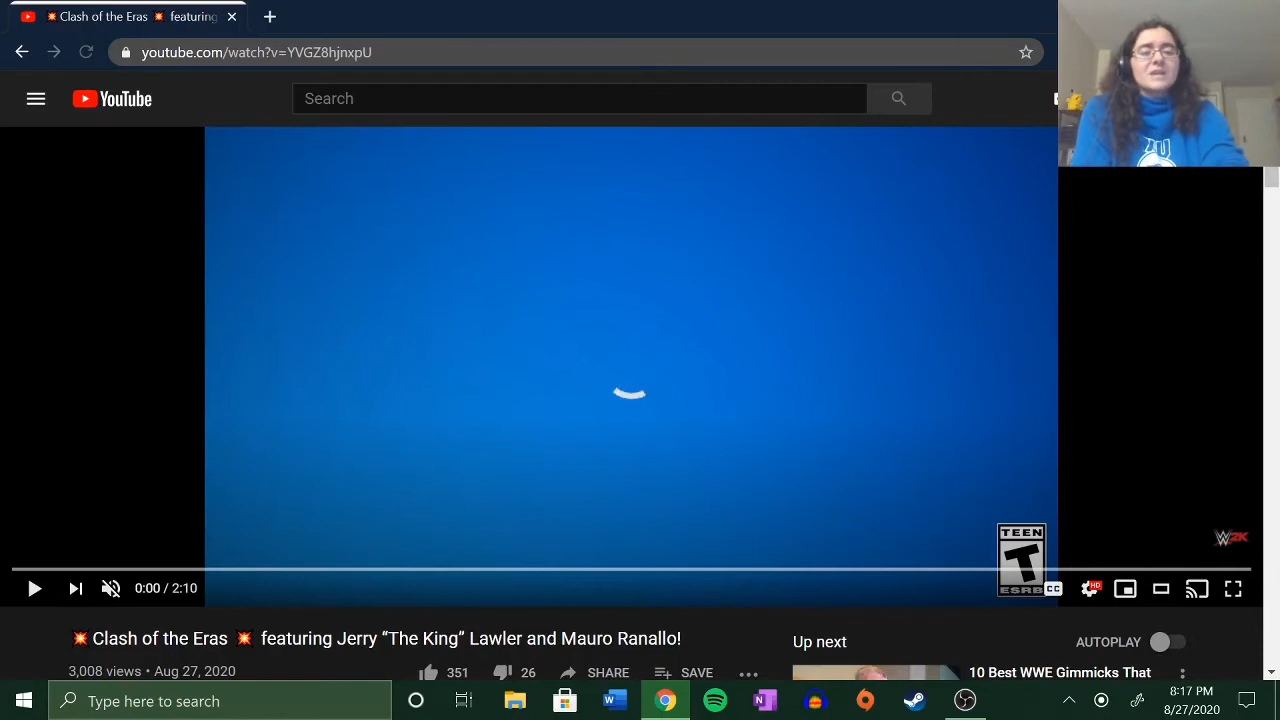 💥Clash of the Eras 💥 featuring
youtube.com/watch?v=YVGZ8hjnxpU
YouTube
Search
TEEN
T
ESRB
W2K
0:00 / 2:10
CC
HD
💥Clash of the Eras 💥 featuring Jerry “The King” Lawler and Mauro Ranallo!
3,008 views • Aug 27, 2020
351
26
SHARE
SAVE
Up next
AUTOPLAY
10 Best WWE Gimmicks That
Type here to search
8:17 PM
8/27/2020